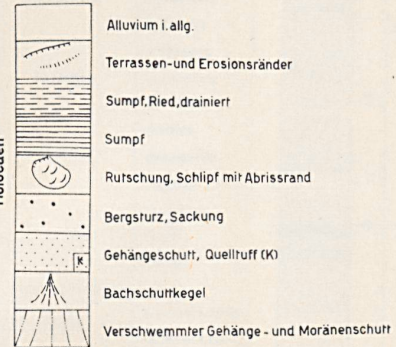 Holocaen
Alluvium i. allg.
Terrassen-und Erosionsränder
Sumpf, Ried, drainiert
Sumpf
Rutschung, Schlipf mit Abrissrand
Bergsturz, Sackung
Gehängeschutt, Quelltuff (K)
K
Bachschuttkegel
Verschwemmter Gehänge- und Moränenschutt